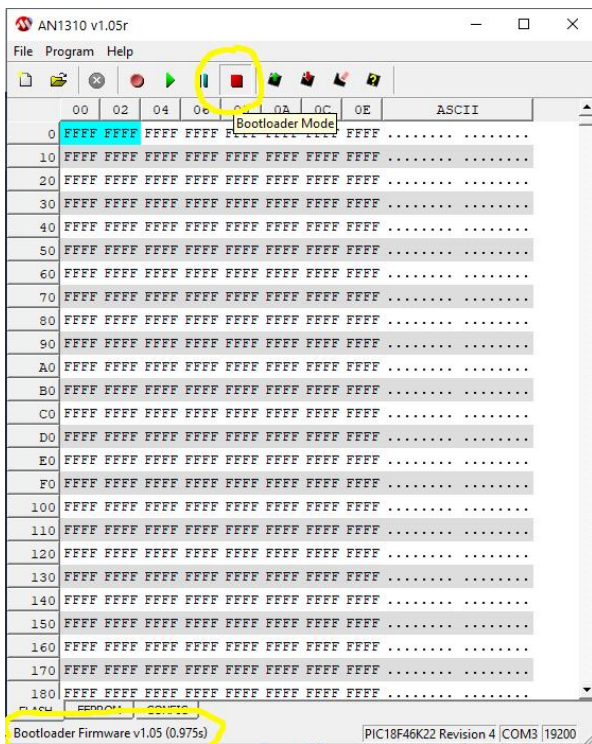 AN1310 v1.05r
File Program Help
00 02 04 06 0A 0C 0E ASCII
Bootloader Mode
0 FFFF FFFF FFFF FFFF FFFF FFFF FFFF FFFF ........ ........
10 FFFF FFFF FFFF FFFF FFFF FFFF FFFF FFFF ........ ........
20 FFFF FFFF FFFF FFFF FFFF FFFF FFFF FFFF ........ ........
30 FFFF FFFF FFFF FFFF FFFF FFFF FFFF FFFF ........ ........
40 FFFF FFFF FFFF FFFF FFFF FFFF FFFF FFFF ........ ........
50 FFFF FFFF FFFF FFFF FFFF FFFF FFFF FFFF ........ ........
60 FFFF FFFF FFFF FFFF FFFF FFFF FFFF FFFF ........ ........
70 FFFF FFFF FFFF FFFF FFFF FFFF FFFF FFFF ........ ........
80 FFFF FFFF FFFF FFFF FFFF FFFF FFFF FFFF ........ ........
90 FFFF FFFF FFFF FFFF FFFF FFFF FFFF FFFF ........ ........
A0 FFFF FFFF FFFF FFFF FFFF FFFF FFFF FFFF ........ ........
B0 FFFF FFFF FFFF FFFF FFFF FFFF FFFF FFFF ........ ........
C0 FFFF FFFF FFFF FFFF FFFF FFFF FFFF FFFF ........ ........
D0 FFFF FFFF FFFF FFFF FFFF FFFF FFFF FFFF ........ ........
E0 FFFF FFFF FFFF FFFF FFFF FFFF FFFF FFFF ........ ........
F0 FFFF FFFF FFFF FFFF FFFF FFFF FFFF FFFF ........ ........
100 FFFF FFFF FFFF FFFF FFFF FFFF FFFF FFFF ........ ........
110 FFFF FFFF FFFF FFFF FFFF FFFF FFFF FFFF ........ ........
120 FFFF FFFF FFFF FFFF FFFF FFFF FFFF FFFF ........ ........
130 FFFF FFFF FFFF FFFF FFFF FFFF FFFF FFFF ........ ........
140 FFFF FFFF FFFF FFFF FFFF FFFF FFFF FFFF ........ ........
150 FFFF FFFF FFFF FFFF FFFF FFFF FFFF FFFF ........ ........
160 FFFF FFFF FFFF FFFF FFFF FFFF FFFF FFFF ........ ........
170 FFFF FFFF FFFF FFFF FFFF FFFF FFFF FFFF ........ ........
180 FFFF FFFF FFFF FFFF FFFF FFFF FFFF FFFF ........ ........
FLASH EEPROM CONFIG
Bootloader Firmware v1.05 (0.975s) PIC18F46K22 Revision 4 COM3 19200